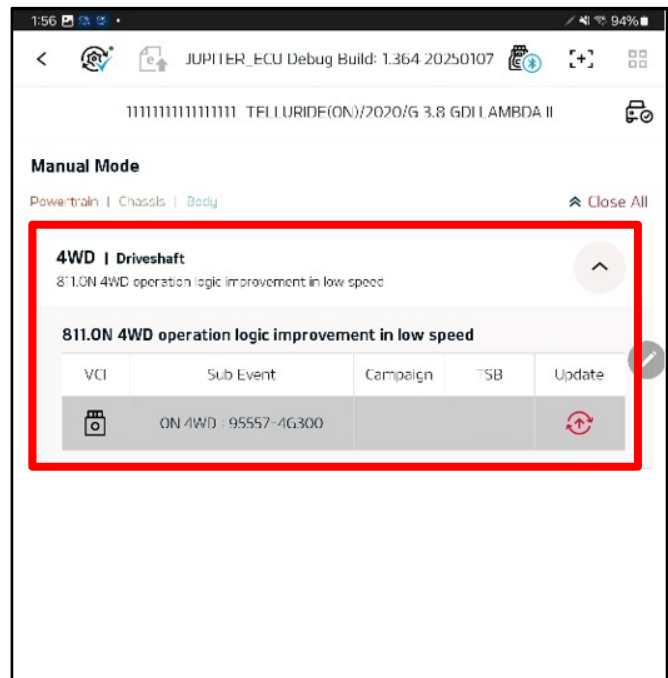 1:56 94%
JUPITER_ECU Debug Build: 1.364 20250107
11111111111111111 TELLURIDE(ON)/2020/G 3.8 GDI LAMBDA II
Manual Mode
Powertrain | Chassis | Body Close All
4WD | Driveshaft
811.ON 4WD operation logic improvement in low speed
811.ON 4WD operation logic improvement in low speed
VCI Sub Event Campaign TSB Update
ON 4WD : 95557-4G300